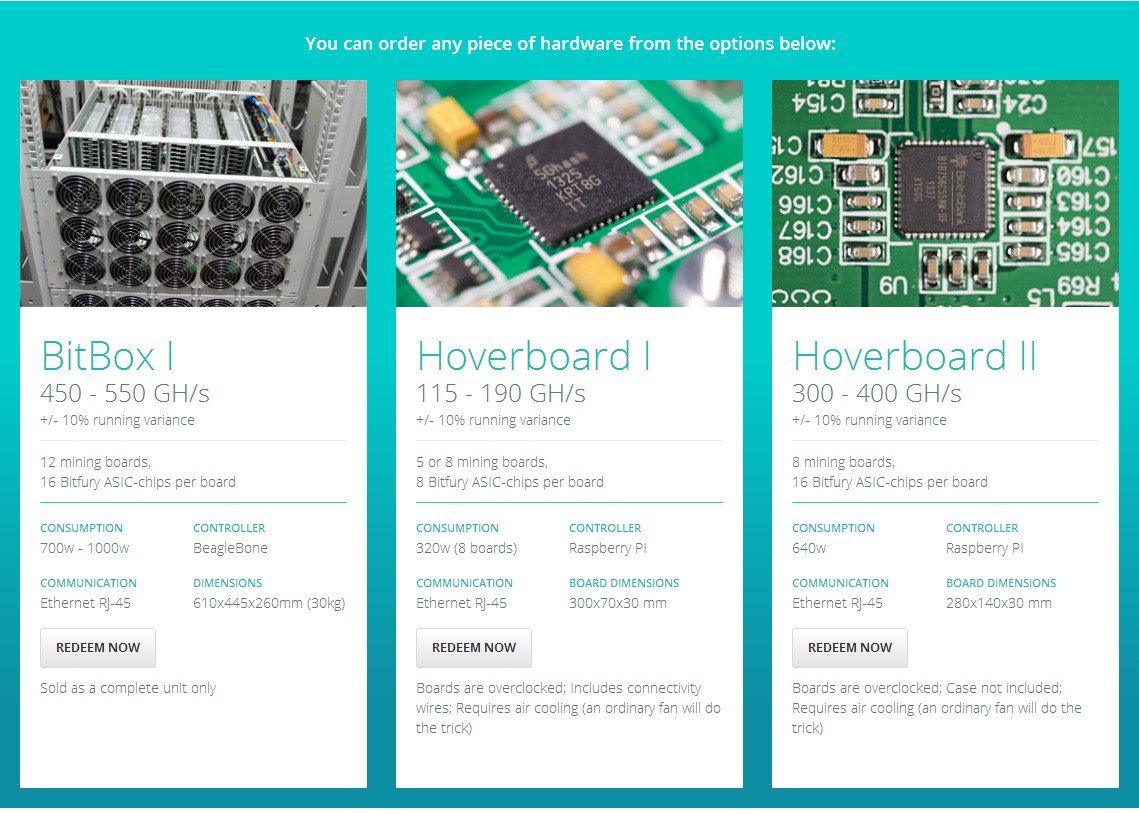 You can order any piece of hardware from the options below:
5Ghash
1325
KRT8G
TT
C154
C24
C166
C167
C168
U9
157
C160
C163
C164
C165
R69
L5
BitBox I
450 - 550 GH/s
+/- 10% running variance
12 mining boards,
16 Bitfury ASIC-chips per board
CONSUMPTION
CONTROLLER
700w - 1000w
BeagleBone
COMMUNICATION
DIMENSIONS
Ethernet RJ-45
610x445x260mm (30kg)
REDEEM NOW
Sold as a complete unit only
Hoverboard I
115 - 190 GH/s
+/- 10% running variance
5 or 8 mining boards,
8 Bitfury ASIC-chips per board
CONSUMPTION
CONTROLLER
320w (8 boards)
Raspberry PI
COMMUNICATION
BOARD DIMENSIONS
Ethernet RJ-45
300x70x30 mm
REDEEM NOW
Boards are overclocked; Includes connectivity
wires; Requires air cooling (an ordinary fan will do
the trick)
Hoverboard II
300 - 400 GH/s
+/- 10% running variance
8 mining boards,
16 Bitfury ASIC-chips per board
CONSUMPTION
CONTROLLER
640w
Raspberry PI
COMMUNICATION
BOARD DIMENSIONS
Ethernet RJ-45
280x140x30 mm
REDEEM NOW
Boards are overclocked; Case not included;
Requires air cooling (an ordinary fan will do the
trick)